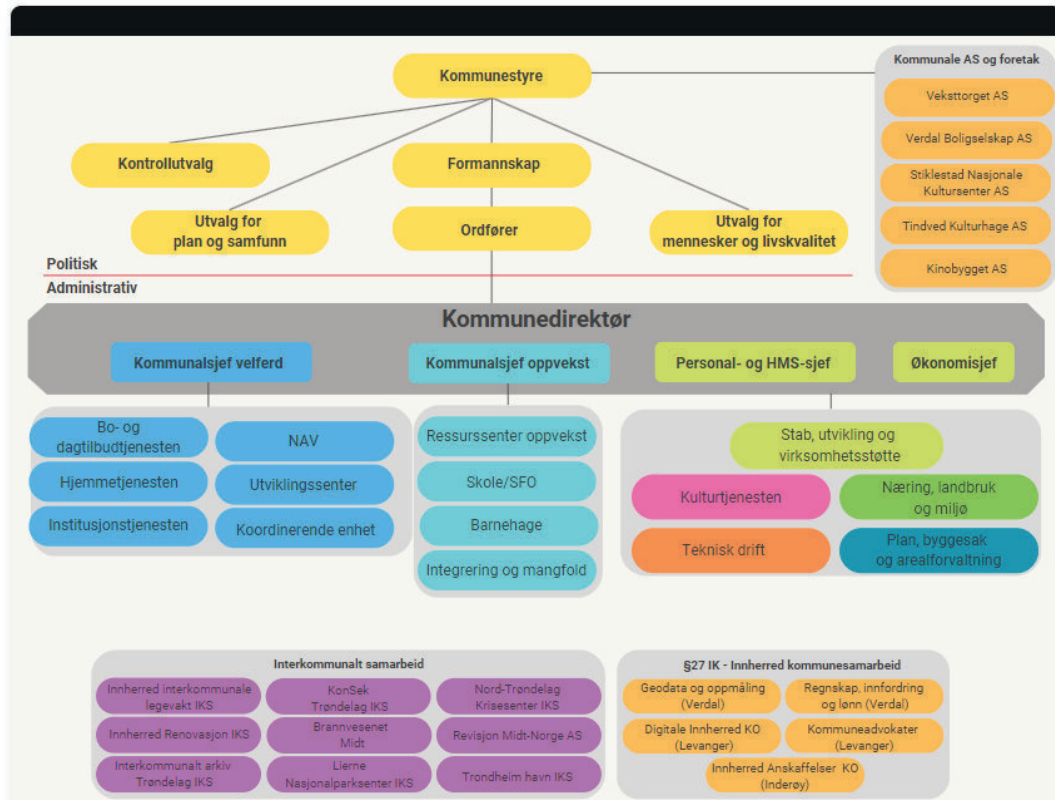 Kommunestyre
Kommunale AS og foretak
Veksttorget AS
Verdal Boligselskap AS
Stiklestad Nasjonale
Kultursenter AS
Tindved Kulturhage AS
Kinobygget AS
Kontrollutvalg
Formannskap
Utvalg for
plan og samfunn
Ordfører
Utvalg for
mennesker og livskvalitet
Politisk
Administrativ
Kommunedirektør
Kommunalsjef velferd
Kommunalsjef oppvekst
Personal- og HMS-sjef
Økonomisjef
Bo- og
dagtilbudtjenesten
NAV
Hjemmetjenesten
Utviklingssenter
Institusjonstjenesten
Koordinerende enhet
Ressurssenter oppvekst
Skole/SFO
Barnehage
Integrering og mangfold
Stab, utvikling og
virksomhetsstøtte
Kulturtjenesten
Næring, landbruk
og miljø
Teknisk drift
Plan, byggesak
og arealforvaltning
Interkommunalt samarbeid
Innherred interkommunale
legevakt IKS
KonSek
Trøndelag IKS
Nord-Trøndelag
Krisesenter IKS
Innherred Renovasjon IKS
Brannvesenet
Midt
Revisjon Midt-Norge AS
Interkommunalt arkiv
Trøndelag IKS
Lierne
Nasjonalparksenter IKS
Trondheim havn IKS
§27 IK - Innherred kommunesamarbeid
Geodata og oppmåling
(Verdal)
Regnskap, innfordring
og lønn (Verdal)
Digitale Innherred KO
(Levanger)
Kommuneadvokater
(Levanger)
Innherred Anskaffelser KO
(Inderøy)